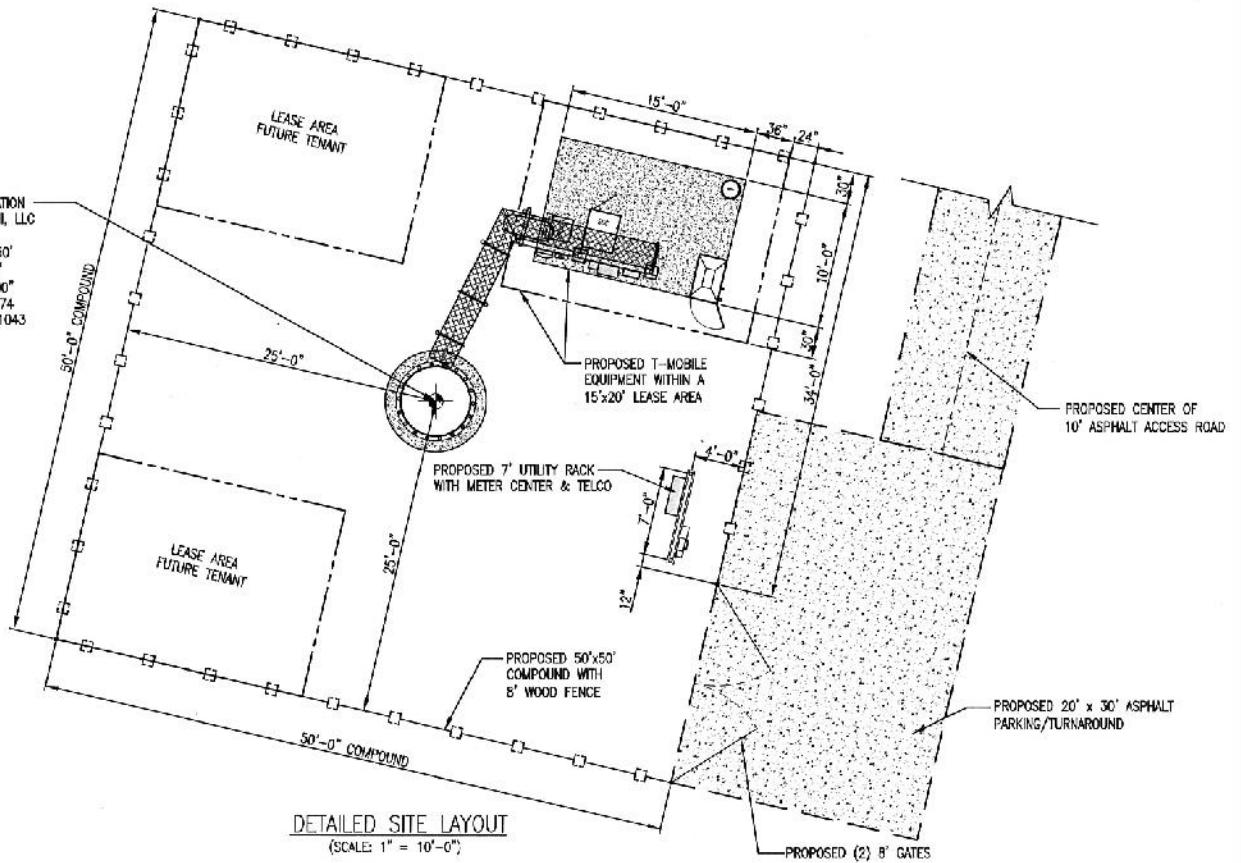 15'-0"
36"
24"
LEASE AREA
FUTURE TENANT
30"
10'-0"
30"
34'-0"
50'-0" COMPOUND
25'-0"
PROPOSED T-MOBILE
EQUIPMENT WITHIN A
15'x20' LEASE AREA
PROPOSED CENTER OF
10' ASPHALT ACCESS ROAD
PROPOSED 7' UTILITY RACK
WITH METER CENTER & TELCO
4'-0"
7'-0"
12"
25'-0"
LEASE AREA
FUTURE TENANT
PROPOSED 50'x50'
COMPOUND WITH
8' WOOD FENCE
PROPOSED 20' x 30' ASPHALT
PARKING/TURNAROUND
50'-0" COMPOUND
DETAILED SITE LAYOUT
(SCALE: 1" = 10'-0")
PROPOSED (2) 8' GATES